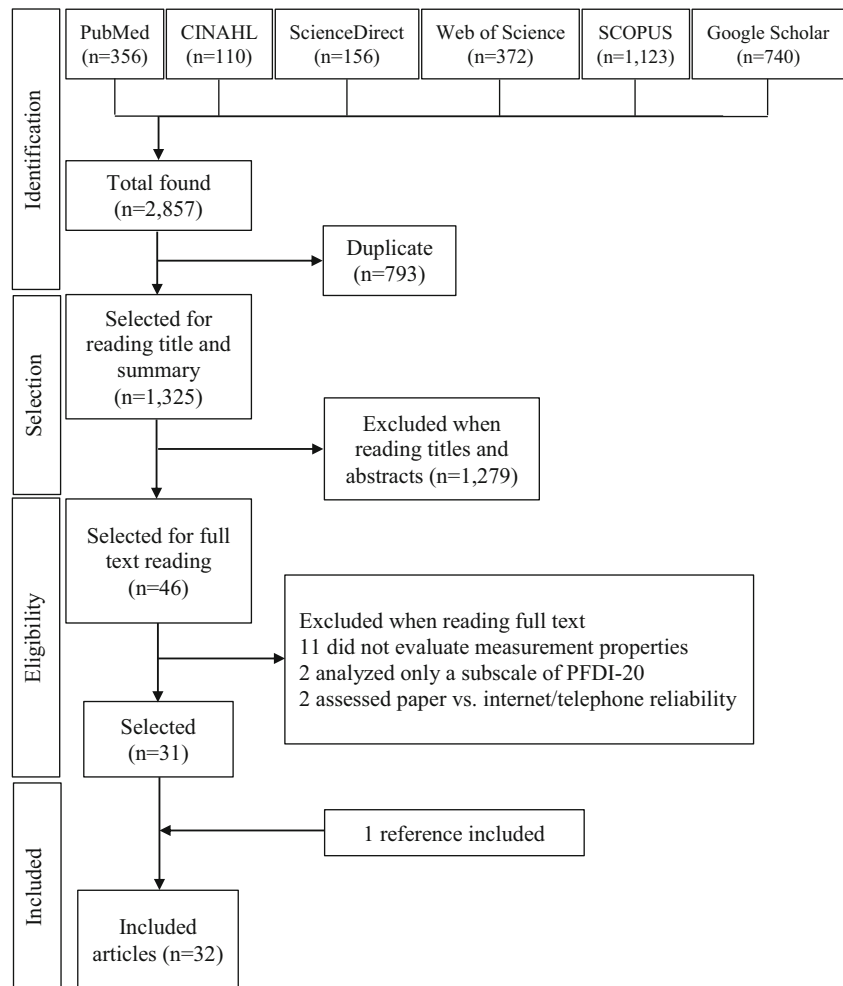 PubMed
(n=356)
CINAHL
(n=110)
ScienceDirect
(n=156)
Web of Science
(n=372)
SCOPUS
(n=1,123)
Google Scholar
(n=740)
Identification
Total found
(n=2,857)
Duplicate
(n=793)
Selection
Selected for
reading title and
summary
(n=1,325)
Excluded when
reading titles and
abstracts (n=1,279)
Eligibility
Selected for full
text reading
(n=46)
Excluded when reading full text
11 did not evaluate measurement properties
2 analyzed only a subscale of PFDI-20
2 assessed paper vs. internet/telephone reliability
Selected
(n=31)
Included
1 reference included
Included
articles (n=32)